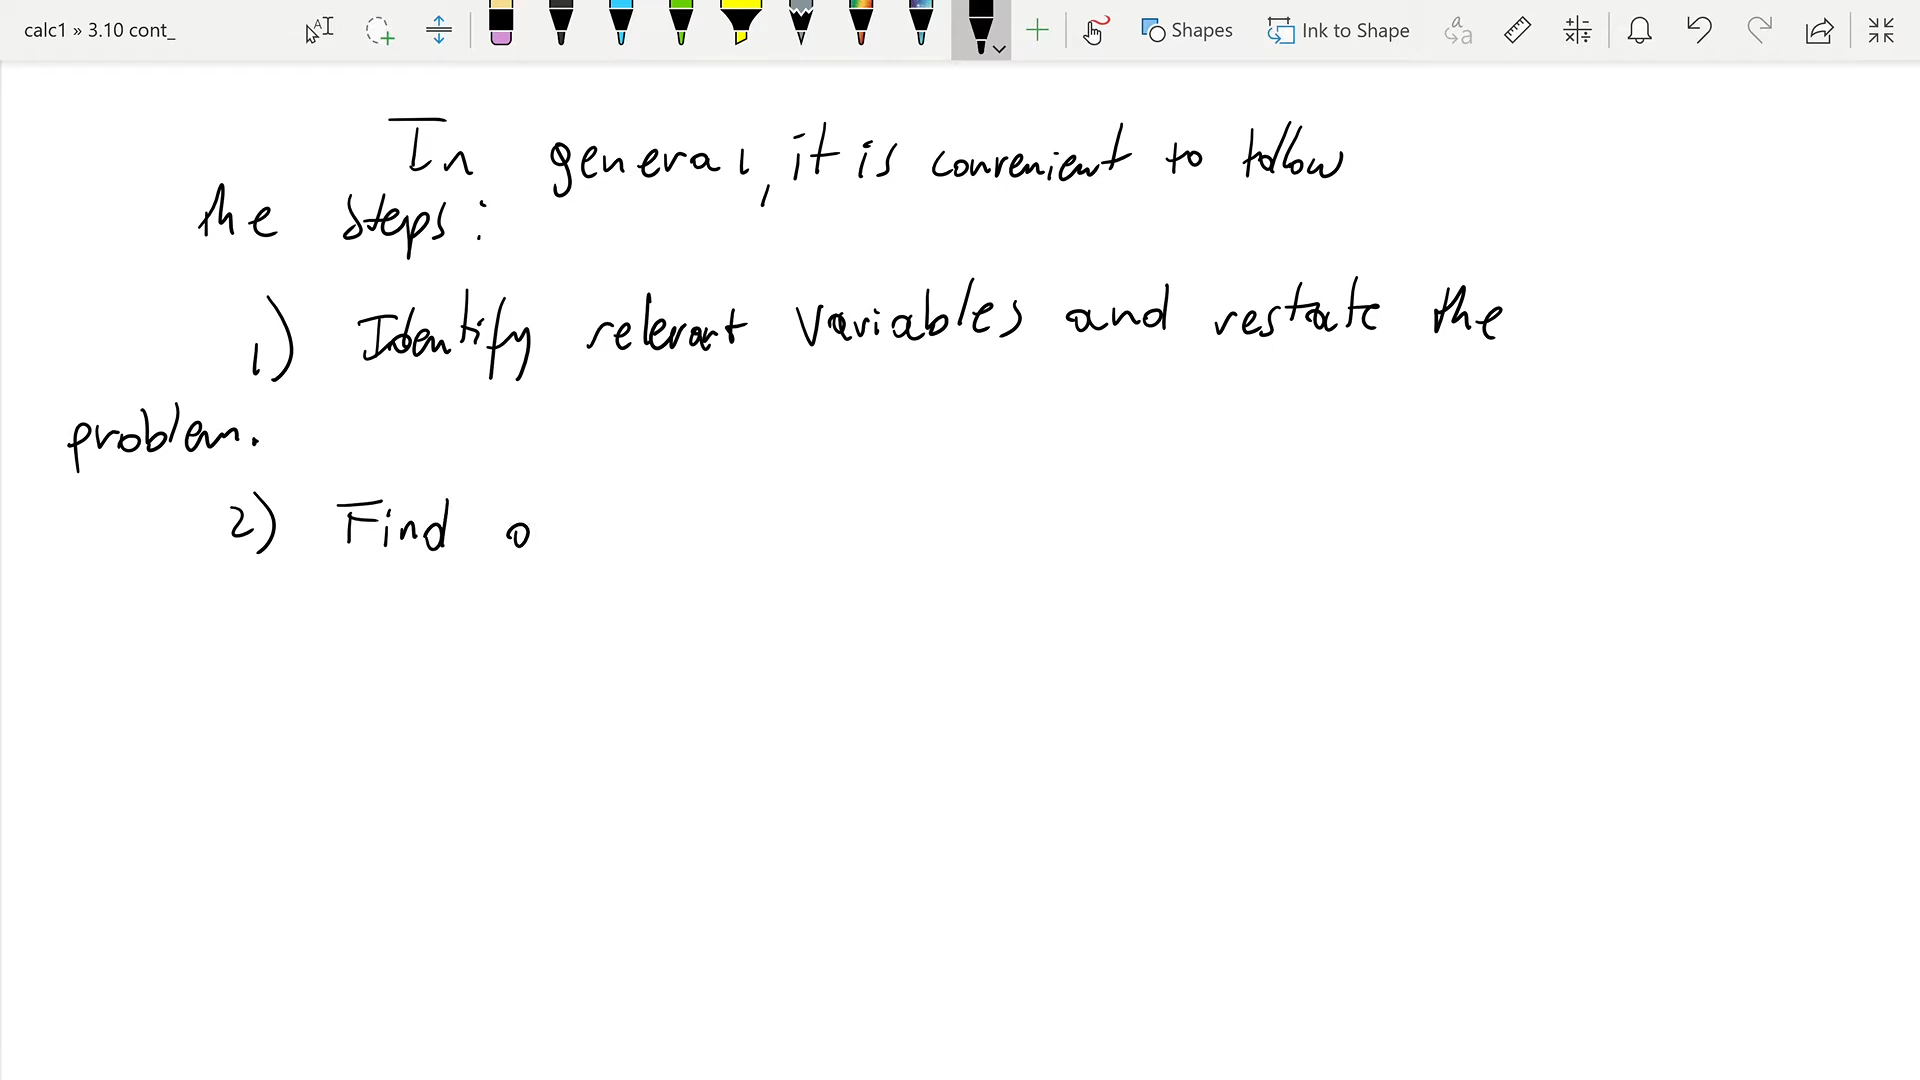 calc1 » 3.10 cont_
Shapes
Ink to Shape
In general, it is convenient to follow
the steps:
1) Identify relevant variables and restate the
problem.
2) Find a